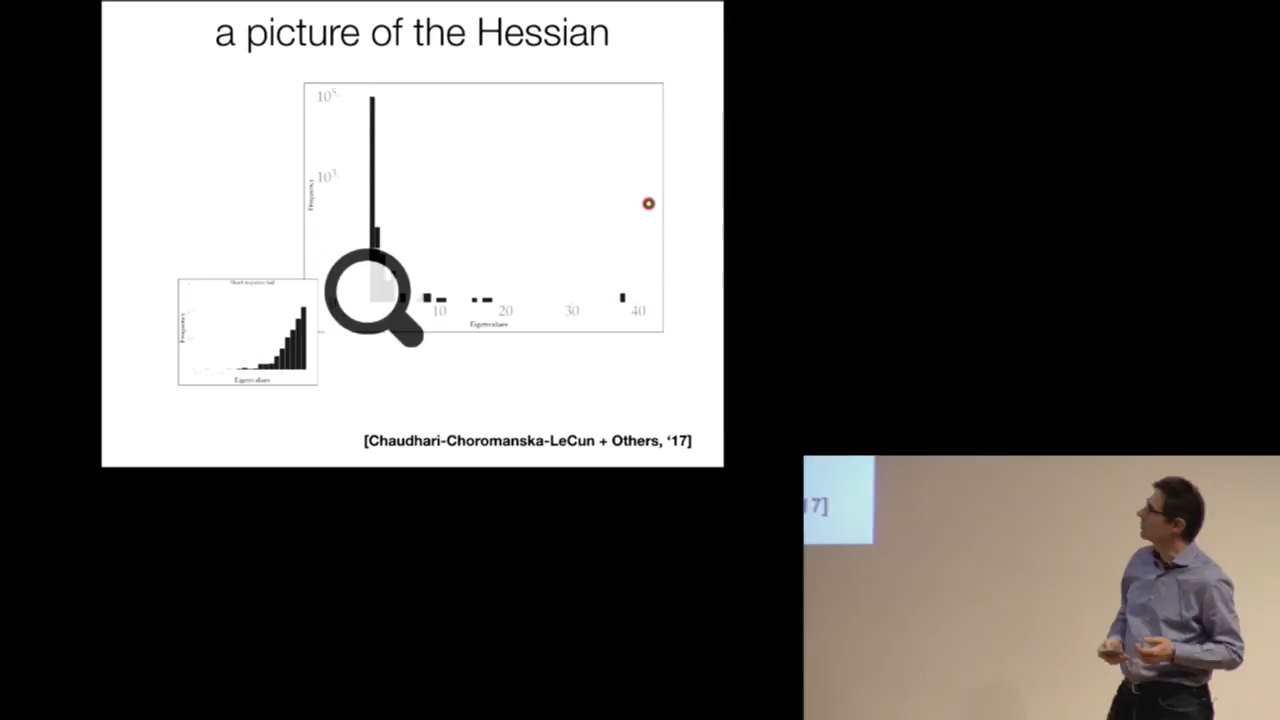 a picture of the Hessian
10⁵
10³
Frequency
10 20 30 40
Eigenvalues
Short negative tail
Frequency
Eigenvalues
[Chaudhari-Choromanska-LeCun + Others, ‘17]
17]